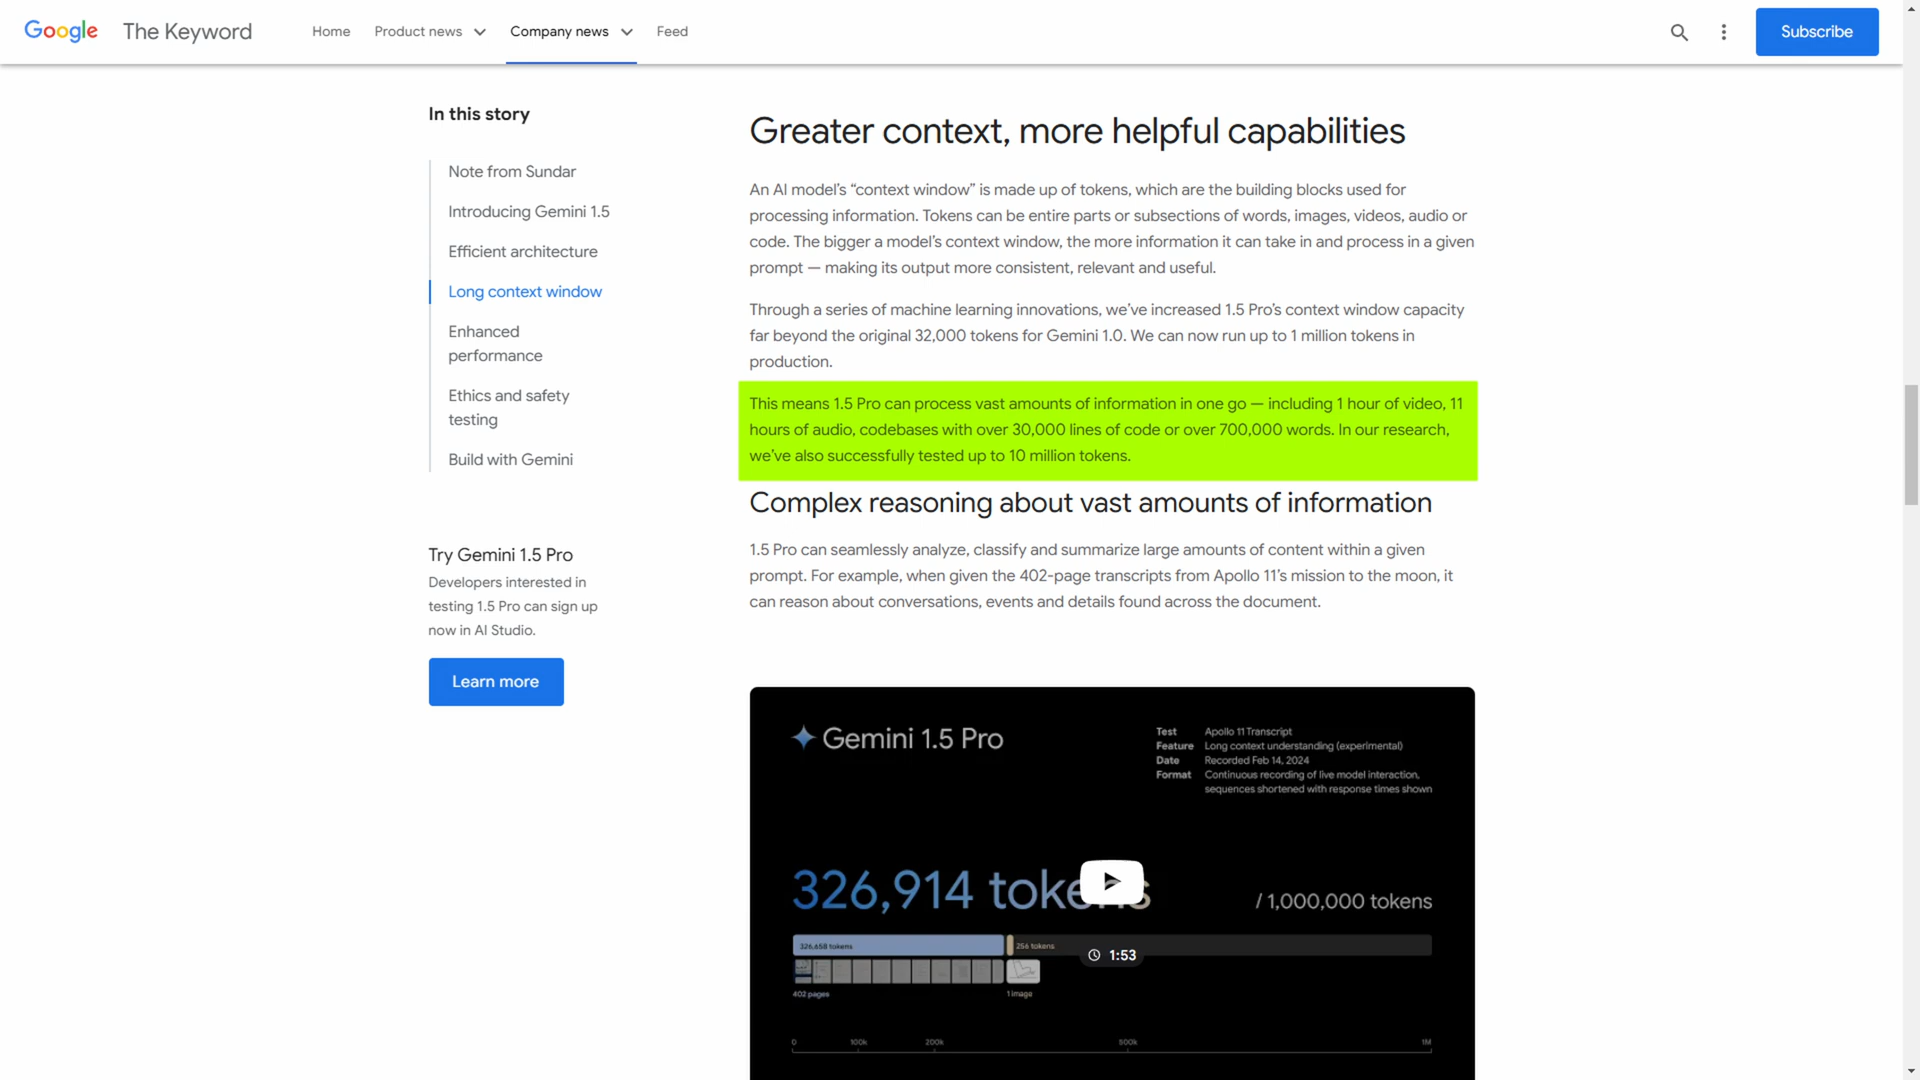 Google The Keyword Home Product news Company news Feed Subscribe
In this story
Note from Sundar
Introducing Gemini 1.5
Efficient architecture
Long context window
Enhanced
performance
Ethics and safety
testing
Build with Gemini
Try Gemini 1.5 Pro
Developers interested in
testing 1.5 Pro can sign up
now in AI Studio.
Learn more
Greater context, more helpful capabilities
An AI model’s “context window” is made up of tokens, which are the building blocks used for
processing information. Tokens can be entire parts or subsections of words, images, videos, audio or
code. The bigger a model’s context window, the more information it can take in and process in a given
prompt — making its output more consistent, relevant and useful.
Through a series of machine learning innovations, we’ve increased 1.5 Pro’s context window capacity
far beyond the original 32,000 tokens for Gemini 1.0. We can now run up to 1 million tokens in
production.
This means 1.5 Pro can process vast amounts of information in one go — including 1 hour of video, 11
hours of audio, codebases with over 30,000 lines of code or over 700,000 words. In our research,
we’ve also successfully tested up to 10 million tokens.
Complex reasoning about vast amounts of information
1.5 Pro can seamlessly analyze, classify and summarize large amounts of content within a given
prompt. For example, when given the 402-page transcripts from Apollo 11’s mission to the moon, it
can reason about conversations, events and details found across the document.
Gemini 1.5 Pro
Test Apollo 11 Transcript
Feature Long context understanding (experimental)
Date Recorded Feb 14, 2024
Format Continuous recording of live model interaction,
sequences shortened with response times shown
326,914 tokens / 1,000,000 tokens
326,658 tokens 256 tokens
1:53
402 pages 1 image
0 100k 200k 500k 1M